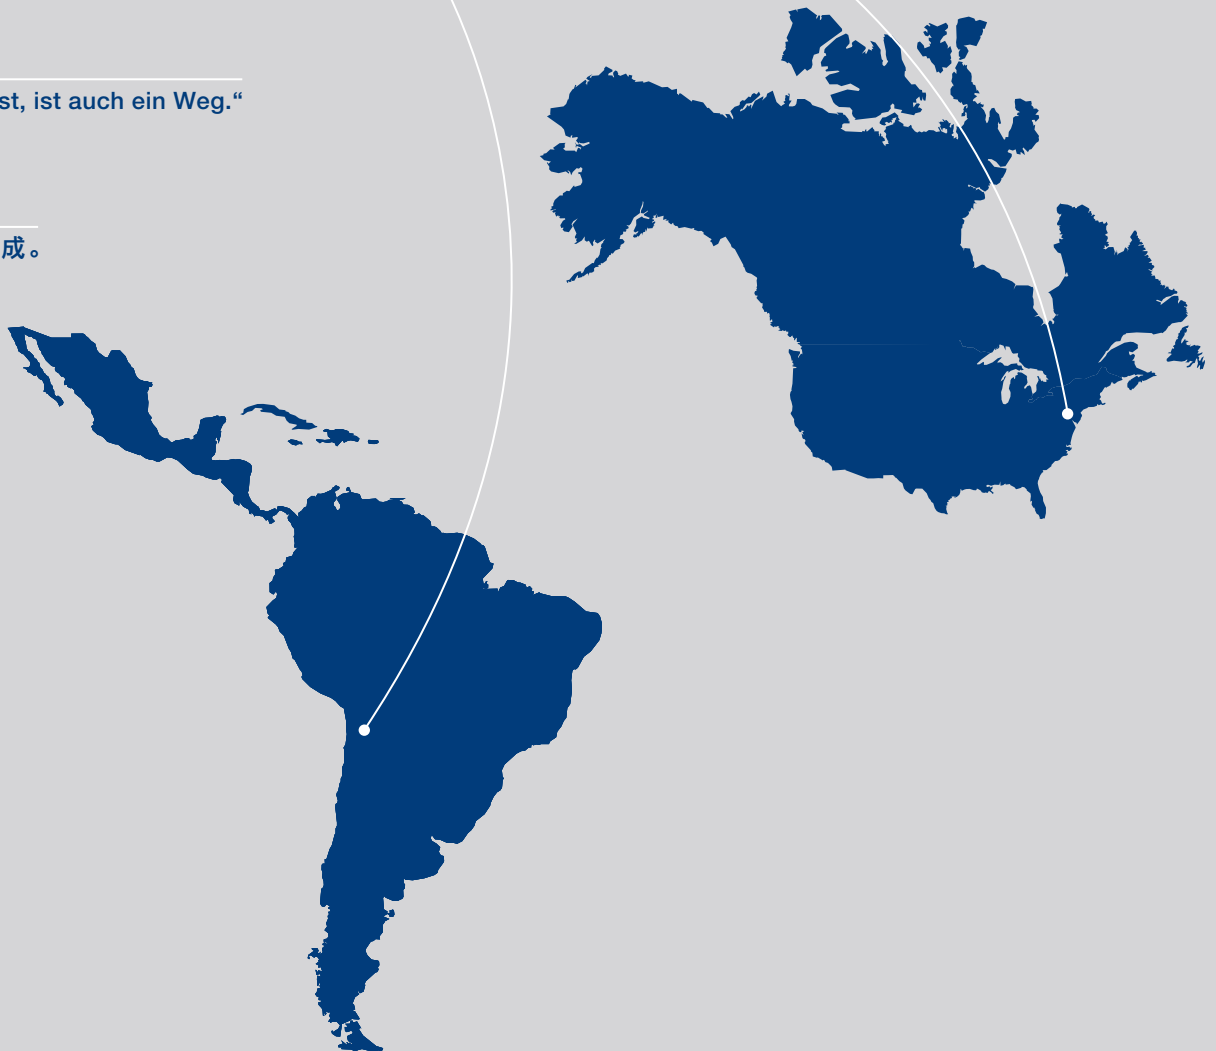 st, ist auch ein Weg.“
成。